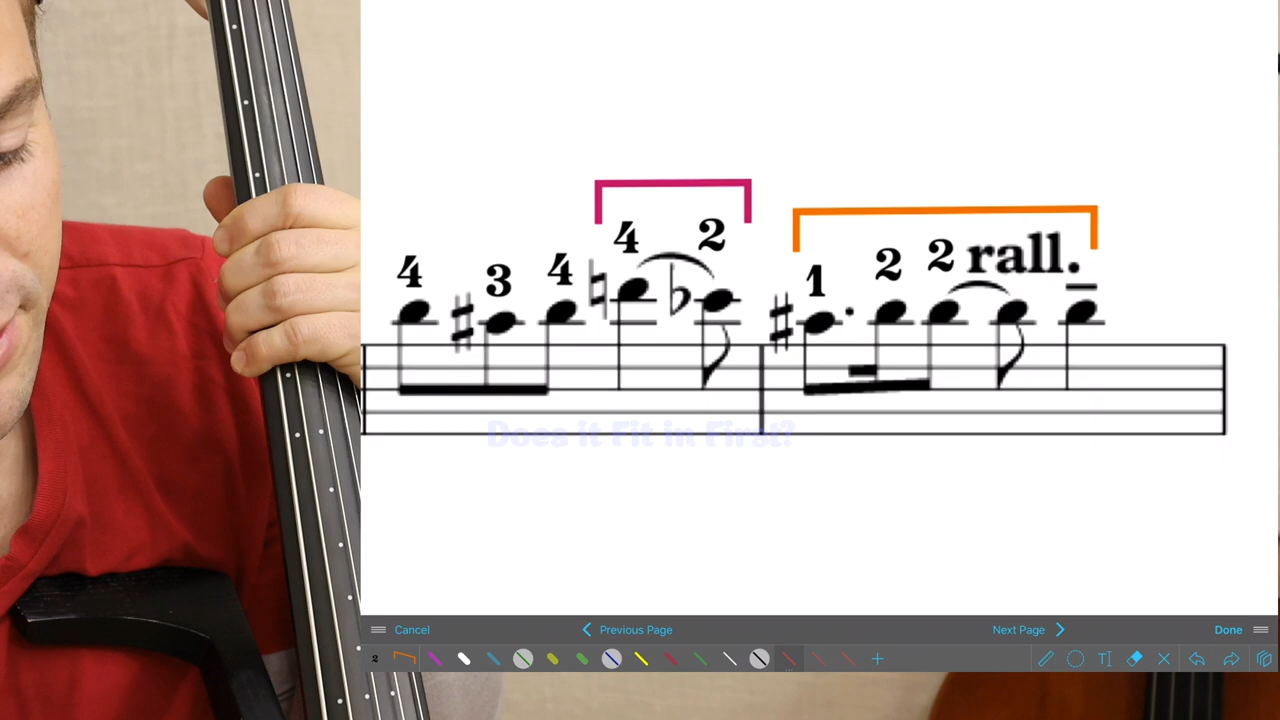 4 3 4 4 2 1 2 2 rall.
Does it Fit in First?
Cancel Previous Page Next Page Done
2